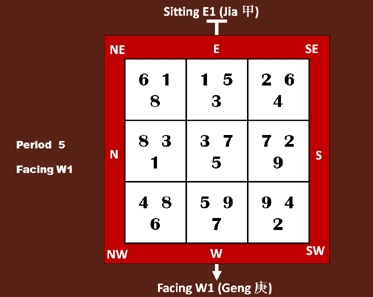 Sitting E1 (Jia 甲)
NE E SE
6 1 1 5 2 6
8 3 4
Period 5
8 3 3 7 7 2
N S
1 5 9
Facing W1
4 8 5 9 9 4
6 7 2
NW W SW
Facing W1 (Geng 庚)